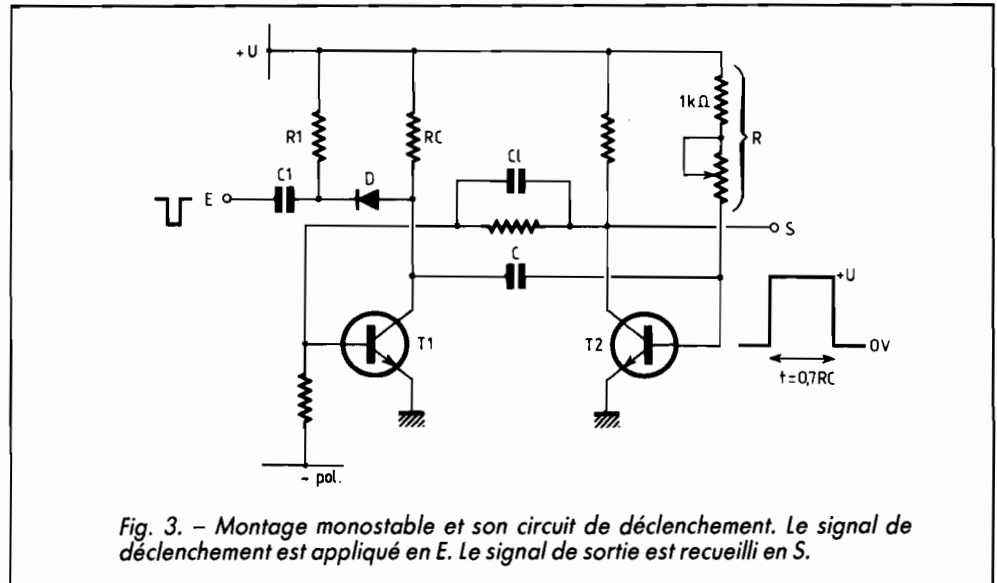 +U
1kΩ
R
R1
RC
Cl
C1
D
E
S
C
+U
T1
T2
0V
t=0,7RC
- pol.
Fig. 3. – Montage monostable et son circuit de déclenchement. Le signal de
déclenchement est appliqué en E. Le signal de sortie est recueilli en S.